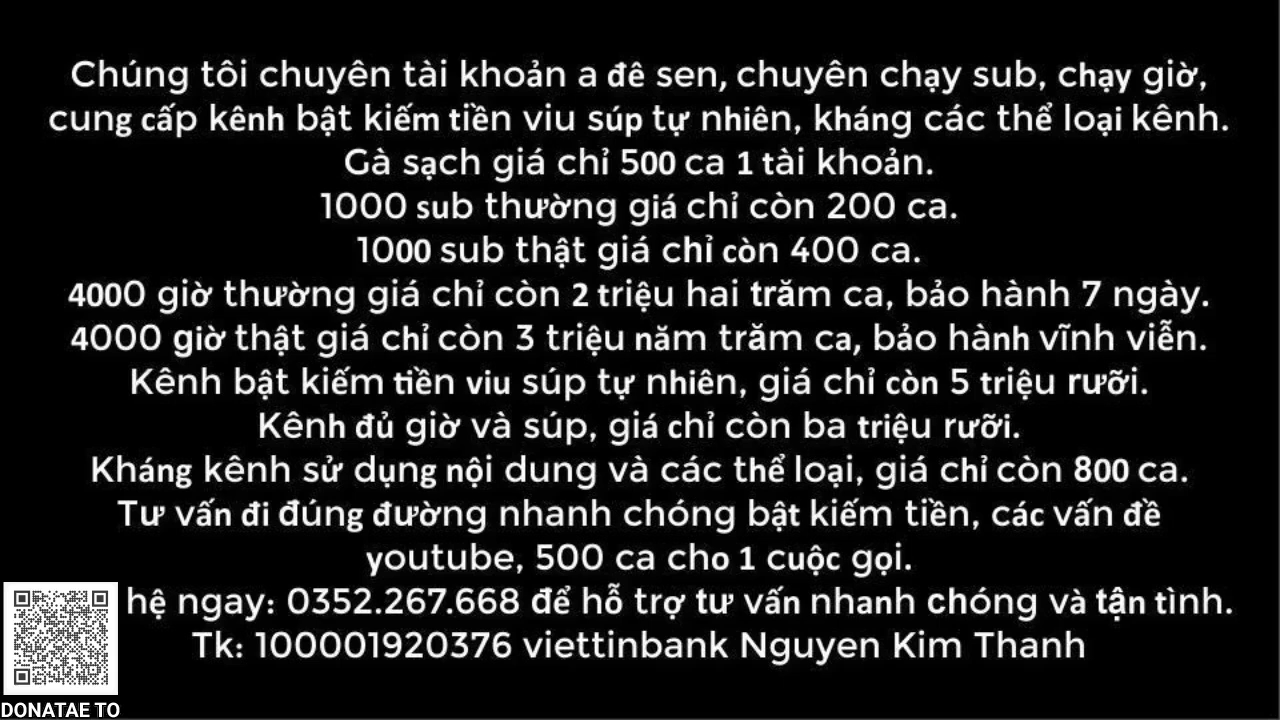 Chúng tôi chuyên tài khoản a đê sen, chuyên chạy sub, chạy giờ,
cung cấp kênh bật kiếm tiền viu súp tự nhiên, kháng các thể loại kênh.
Gà sạch giá chỉ 500 ca 1 tài khoản.
1000 sub thường giá chỉ còn 200 ca.
1000 sub thật giá chỉ còn 400 ca.
4000 giờ thường giá chỉ còn 2 triệu hai trăm ca, bảo hành 7 ngày.
4000 giờ thật giá chỉ còn 3 triệu năm trăm ca, bảo hành vĩnh viễn.
Kênh bật kiếm tiền viu súp tự nhiên, giá chỉ còn 5 triệu rưỡi.
Kênh đủ giờ và súp, giá chỉ còn ba triệu rưỡi.
Kháng kênh sử dụng nội dung và các thể loại, giá chỉ còn 800 ca.
Tư vấn đi đúng đường nhanh chóng bật kiếm tiền, các vấn đề
youtube, 500 ca cho 1 cuộc gọi.
hệ ngay: 0352.267.668 để hỗ trợ tư vấn nhanh chóng và tận tình.
Tk: 100001920376 viettinbank Nguyen Kim Thanh
DONATAE TO